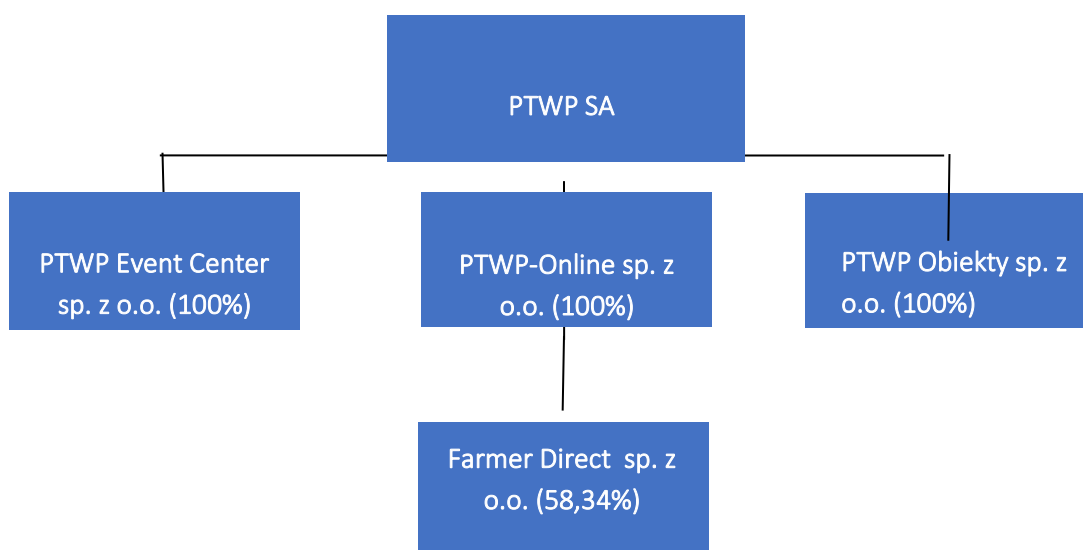 PTWP SA
PTWP Event Center
sp. z o.o. (100%)
PTWP-Online sp. z
o.o. (100%)
PTWP Obiekty sp. z
o.o. (100%)
Farmer Direct  sp. z
o.o. (58,34%)